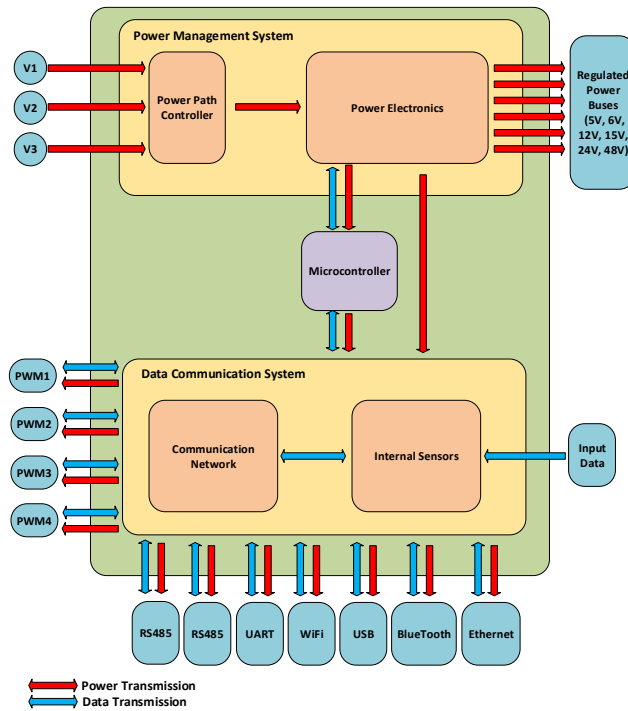 Power Management System
V1
V2
V3
Power Path
Controller
Power Electronics
Regulated
Power
Buses
(5V, 6V,
12V, 15V,
24V, 48V)
Microcontroller
Data Communication System
PWM1
PWM2
PWM3
PWM4
Communication
Network
Internal Sensors
Input
Data
RS485
RS485
UART
WiFi
USB
BlueTooth
Ethernet
Power Transmission
Data Transmission